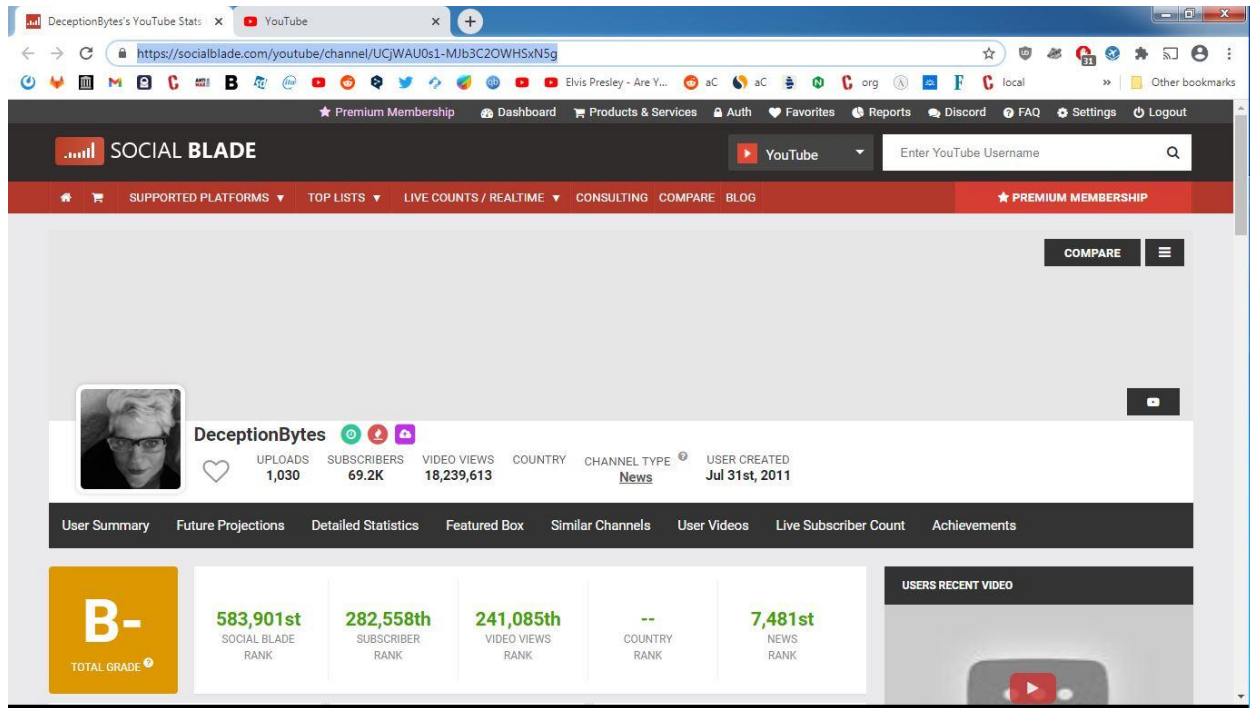 DeceptionBytes's YouTube Stats
YouTube
https://socialblade.com/youtube/channel/UCjWAU0s1-MJb3C2OWHSxN5g
31
Elvis Presley - Are Y... aC aC org local » Other bookmarks
Premium Membership Dashboard Products & Services Auth Favorites Reports Discord FAQ Settings Logout
SOCIAL BLADE
YouTube
Enter YouTube Username
SUPPORTED PLATFORMS TOP LISTS LIVE COUNTS / REALTIME CONSULTING COMPARE BLOG
PREMIUM MEMBERSHIP
COMPARE
DeceptionBytes
UPLOADS SUBSCRIBERS VIDEO VIEWS COUNTRY CHANNEL TYPE USER CREATED
1,030 69.2K 18,239,613 News Jul 31st, 2011
User Summary Future Projections Detailed Statistics Featured Box Similar Channels User Videos Live Subscriber Count Achievements
B-
TOTAL GRADE
583,901st 282,558th 241,085th -- 7,481st
SOCIAL BLADE SUBSCRIBER VIDEO VIEWS COUNTRY NEWS
RANK RANK RANK RANK RANK
USERS RECENT VIDEO